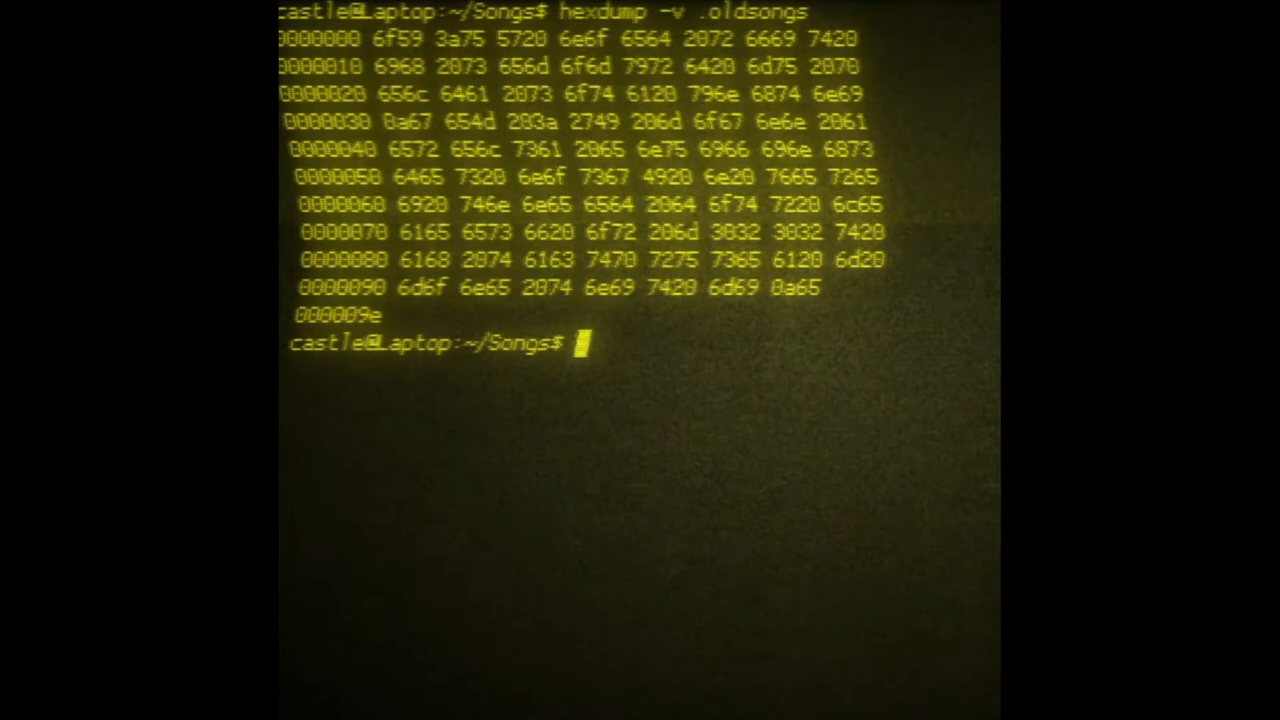 castle@Laptop:~/Songs$ hexdump -v .oldsongs
0000000 6f59 3a75 5720 6e6f 6564 2072 6669 7420
0000010 6968 2073 656d 6f6d 7972 6420 6d75 2070
0000020 656c 6461 2073 6f74 6120 796e 6874 6e69
0000030 0a67 654d 203a 2749 206d 6f67 6e6e 2061
0000040 6572 656c 7361 2065 6e75 6966 696e 6873
0000050 6465 7320 6e6f 7367 4920 6e20 7665 7265
0000060 6920 746e 6e65 6564 2064 6f74 7220 6c65
0000070 6165 6573 6620 6f72 206d 3032 3032 7420
0000080 6168 2074 6163 7470 7275 7365 6120 6d20
0000090 6d6f 6e65 2074 6e69 7420 6d69 0a65
000009e
castle@Laptop:~/Songs$